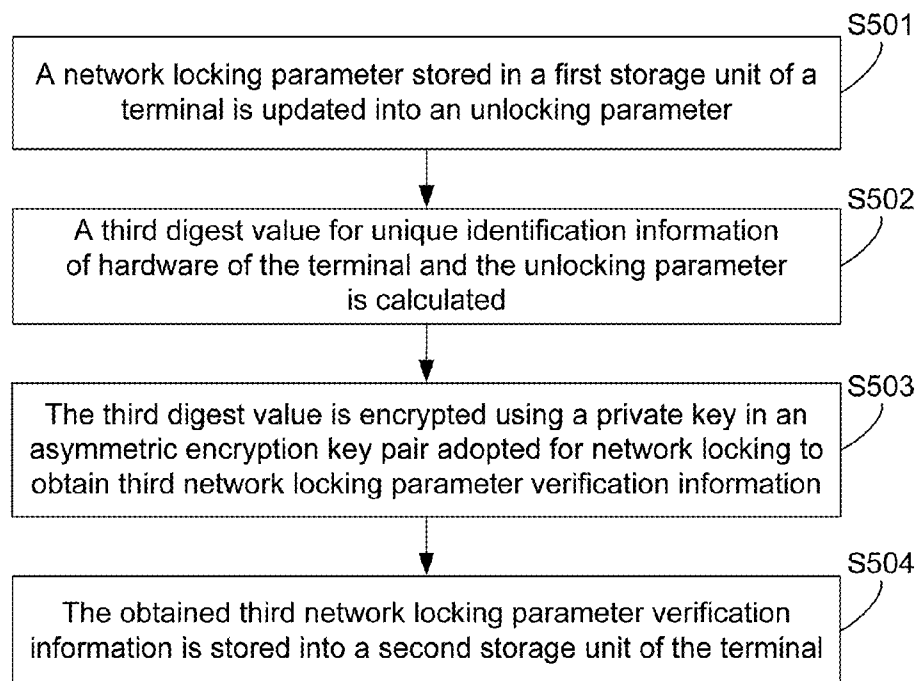 S501
A network locking parameter stored in a first storage unit of a
terminal is updated into an unlocking parameter
S502
A third digest value for unique identification information
of hardware of the terminal and the unlocking parameter
is calculated
S503
The third digest value is encrypted using a private key in an
asymmetric encryption key pair adopted for network locking to
obtain third network locking parameter verification information
S504
The obtained third network locking parameter verification
information is stored into a second storage unit of the terminal